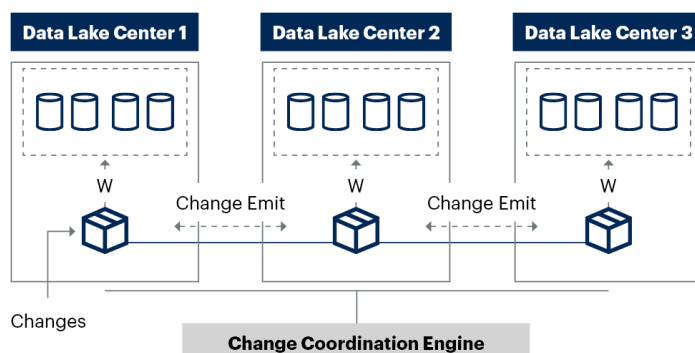 Data Lake Center 1
Data Lake Center 2
Data Lake Center 3
W
W
W
Change Emit
Change Emit
Changes
Change Coordination Engine